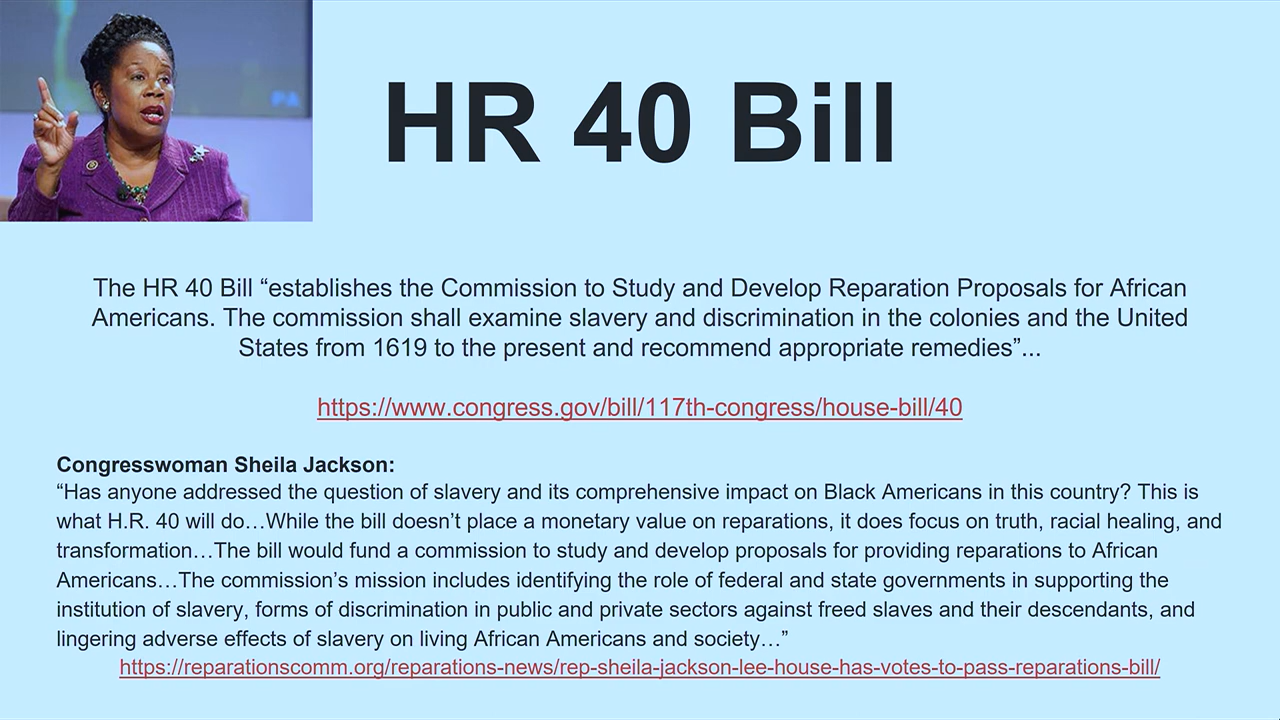 PA
HR 40 Bill
The HR 40 Bill “establishes the Commission to Study and Develop Reparation Proposals for African
Americans. The commission shall examine slavery and discrimination in the colonies and the United
States from 1619 to the present and recommend appropriate remedies”...
https://www.congress.gov/bill/117th-congress/house-bill/40
Congresswoman Sheila Jackson:
“Has anyone addressed the question of slavery and its comprehensive impact on Black Americans in this country? This is
what H.R. 40 will do…While the bill doesn’t place a monetary value on reparations, it does focus on truth, racial healing, and
transformation…The bill would fund a commission to study and develop proposals for providing reparations to African
Americans…The commission’s mission includes identifying the role of federal and state governments in supporting the
institution of slavery, forms of discrimination in public and private sectors against freed slaves and their descendants, and
lingering adverse effects of slavery on living African Americans and society…”
https://reparationscomm.org/reparations-news/rep-sheila-jackson-lee-house-has-votes-to-pass-reparations-bill/